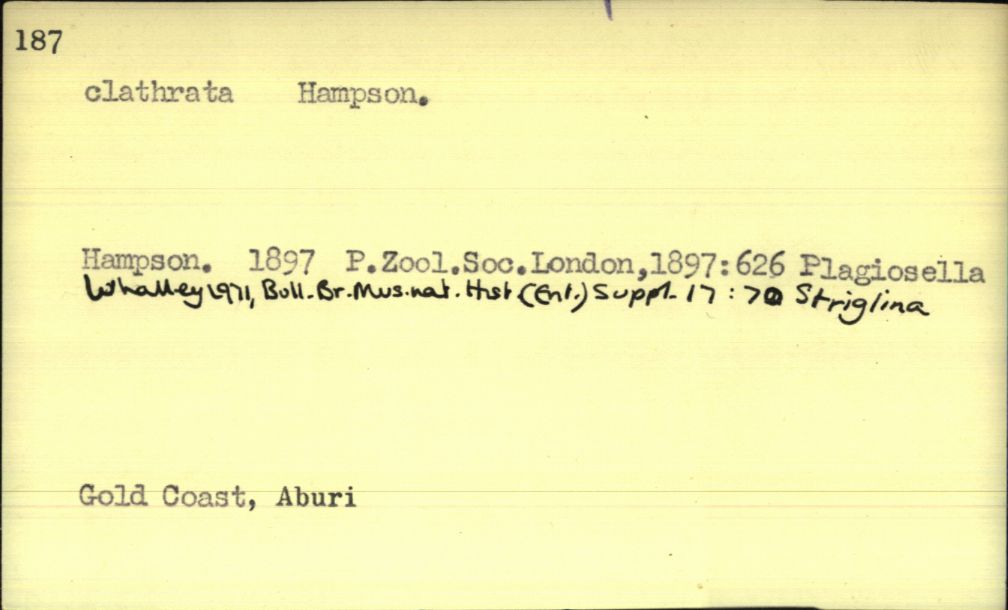 187
clathrata Hampson.
Hampson. 1897 P.Zool.Soc.London,1897:626 Plagiosella
Whalley 1971, Bull. Br. Mus. nat. Hist (Ent.) Suppl. 17 : 70 Striglina
Gold Coast, Aburi